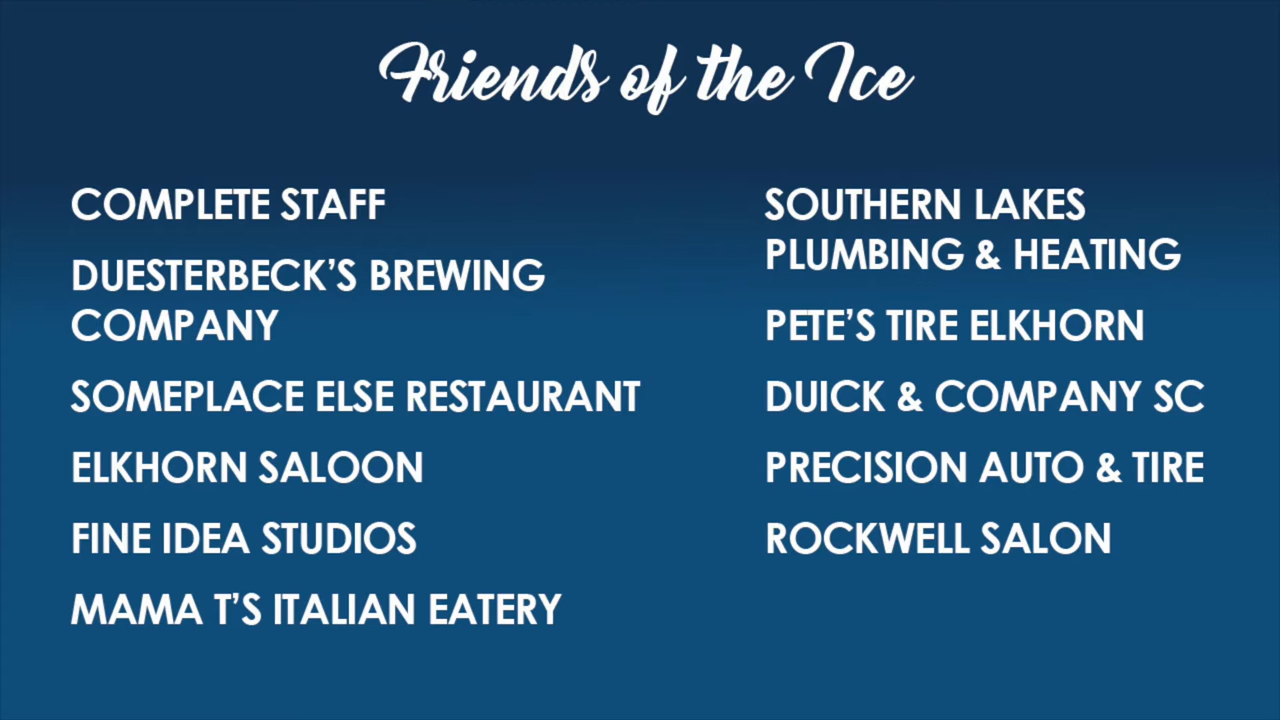 Friends of the Ice
COMPLETE STAFF
DUESTERBECK’S BREWING
COMPANY
SOMEPLACE ELSE RESTAURANT
ELKHORN SALOON
FINE IDEA STUDIOS
MAMA T’S ITALIAN EATERY
SOUTHERN LAKES
PLUMBING & HEATING
PETE’S TIRE ELKHORN
DUICK & COMPANY SC
PRECISION AUTO & TIRE
ROCKWELL SALON